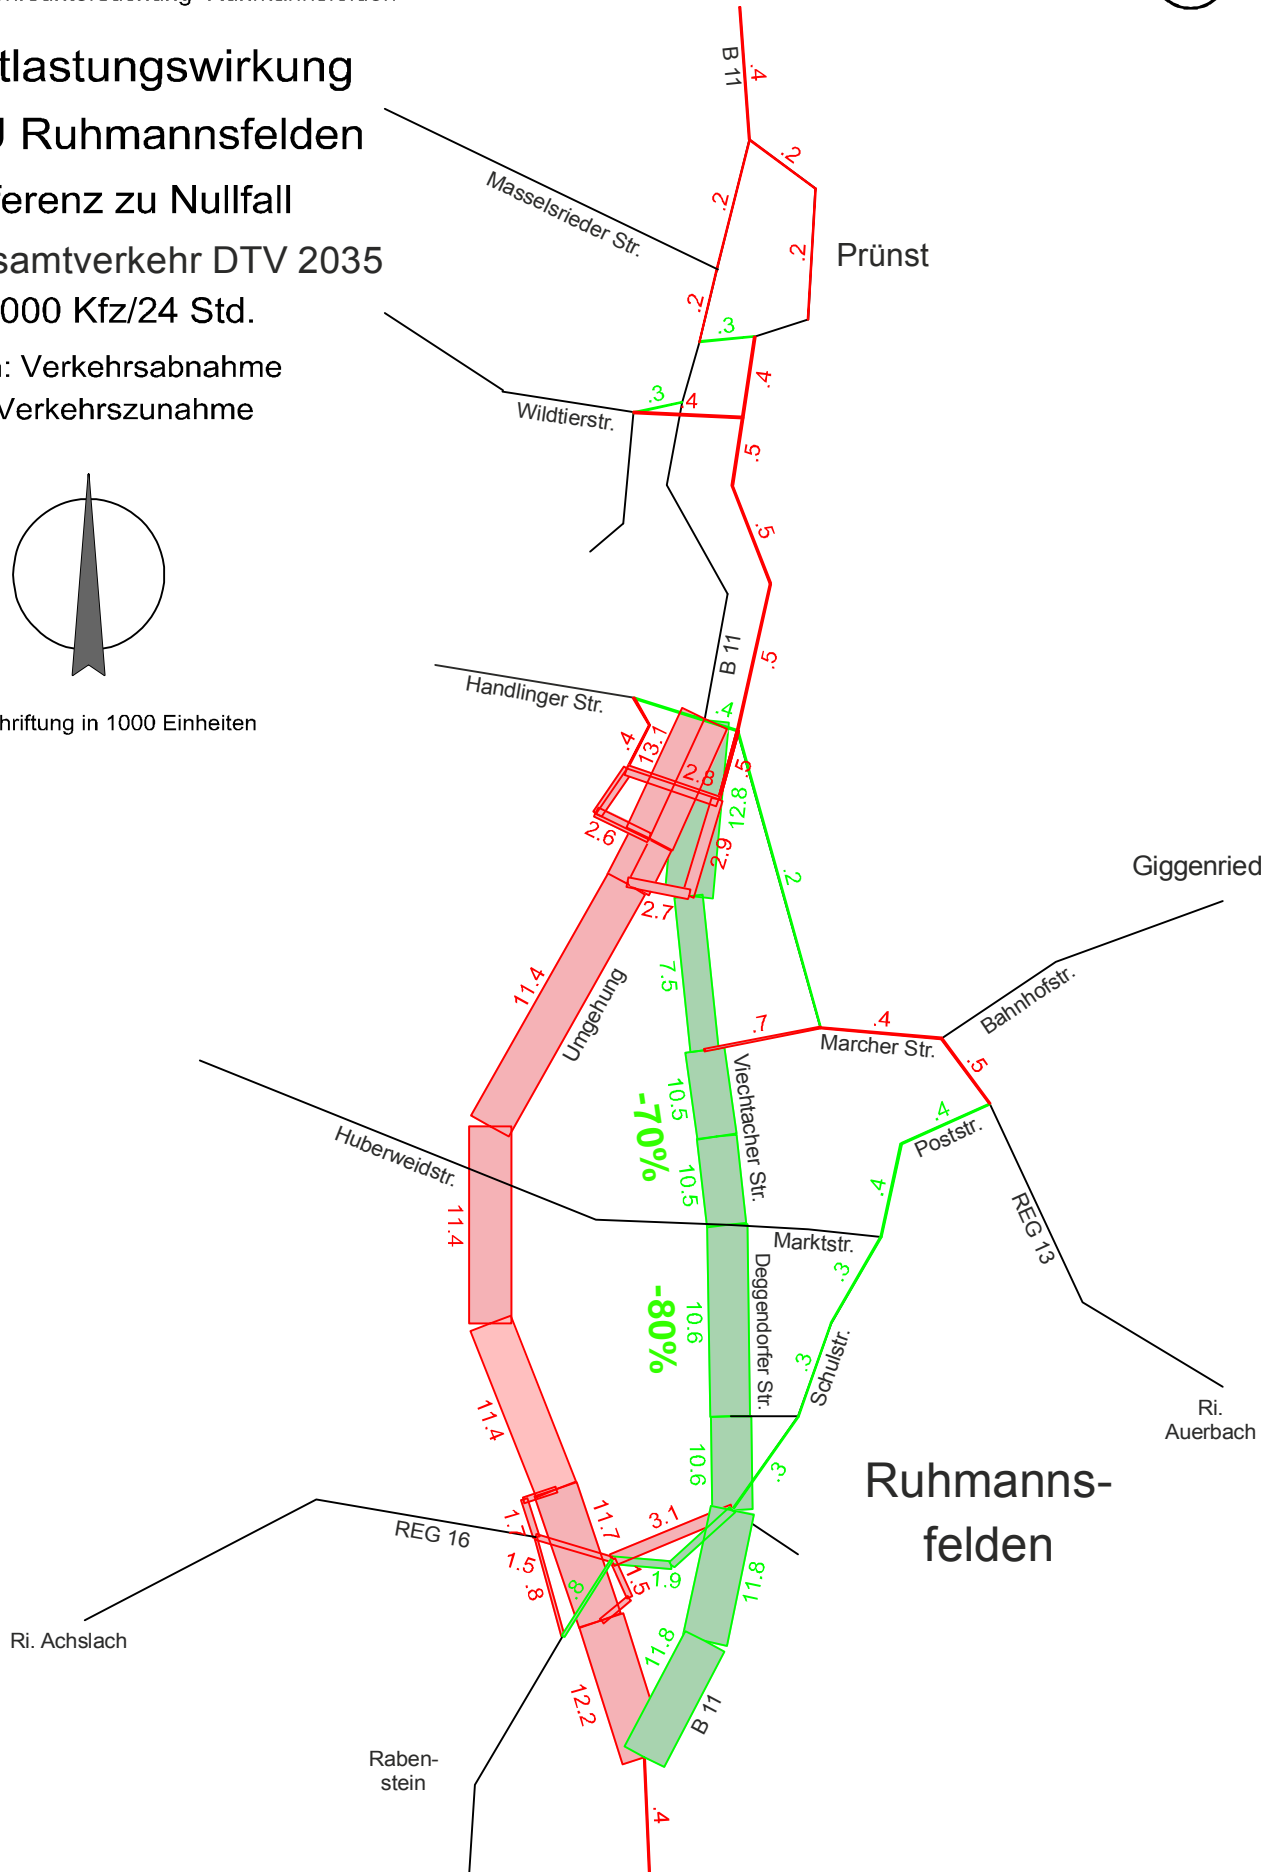 tlastungswirkung
U Ruhmannsfelden
ferenz zu Nullfall
samtverkehr DTV 2035
000 Kfz/24 Std.
n: Verkehrsabnahme
Verkehrszunahme
hriftung in 1000 Einheiten
B 11
.4
.2
.2
Masselsrieder Str.
.2
Prünst
.2
.3
.4
.3
.4
Wildtierstr.
.5
.5
B 11
.5
Handlinger Str.
.4
.4
13.1
2.8
.5
12.8
2.6
2.9
2.7
.2
Giggenried
7.5
11.4
Umgehung
Bahnhofstr.
.7
.4
Marcher Str.
.5
10.5
-70%
Viechtacher Str.
.4
Poststr.
Huberweidstr.
10.5
.4
REG 13
11.4
Marktstr.
.3
Deggendorfer Str.
-80%
10.6
.3
Schulstr.
11.4
Ri.
Auerbach
10.6
.3
Ruhmanns-
felden
REG 16
1.7
11.7
3.1
1.5
.8
.8
1.5
1.9
11.8
Ri. Achslach
11.8
12.2
B 11
Raben-
stein
.4